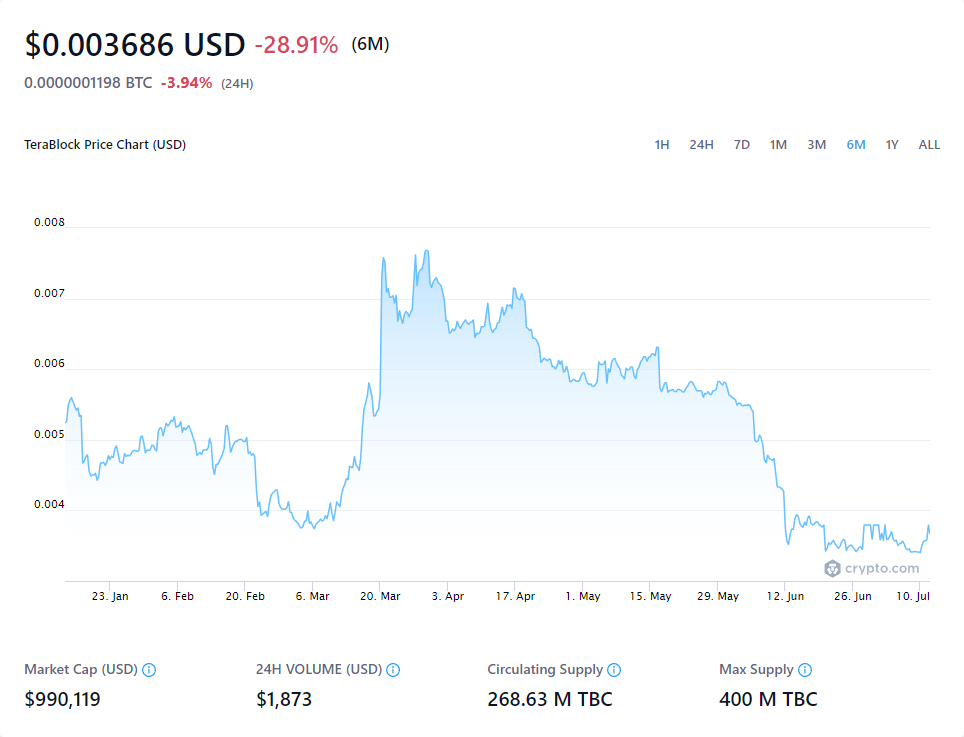 $0.003686 USD -28.91% (6M)
0.0000001198 BTC -3.94% (24H)
TeraBlock Price Chart (USD)
1H 24H 7D 1M 3M 6M 1Y ALL
0.008
0.007
0.006
0.005
0.004
crypto.com
23. Jan 6. Feb 20. Feb 6. Mar 20. Mar 3. Apr 17. Apr 1. May 15. May 29. May 12. Jun 26. Jun 10. Jul
Market Cap (USD) 24H VOLUME (USD) Circulating Supply Max Supply
$990,119 $1,873 268.63 M TBC 400 M TBC